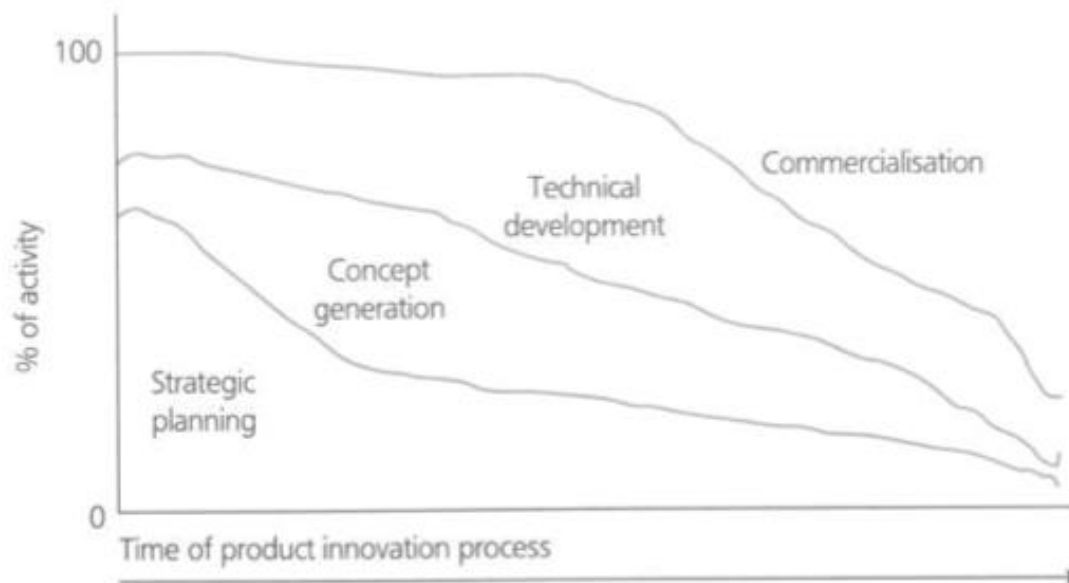 100
% of activity
Commercialisation
Technical
development
Concept
generation
Strategic
planning
0
Time of product innovation process